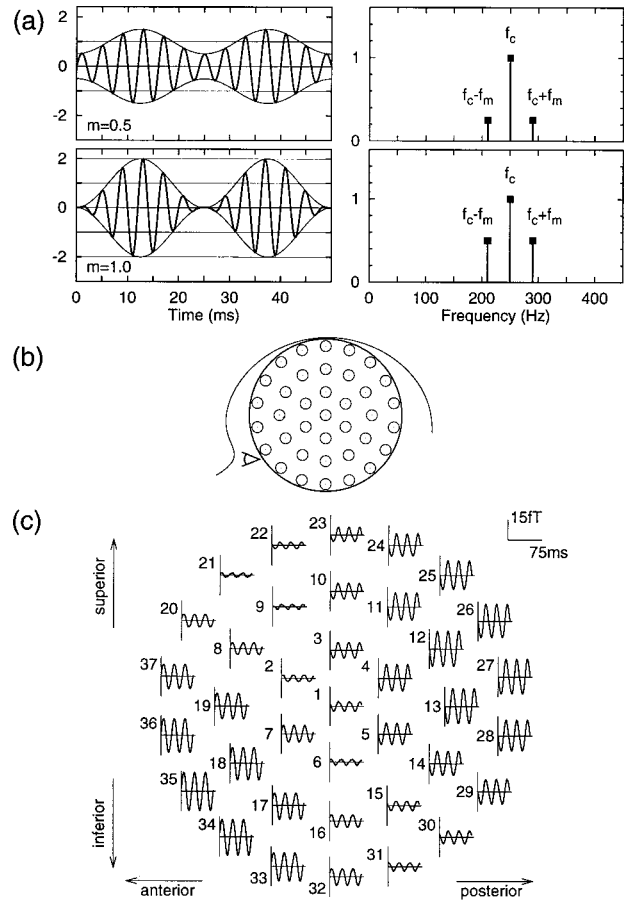 (a)
2
0
-2
m=0.5
2
1
0
-1
-2
m=1.0
0 10 20 30 40 50
Time (ms)
1
0
fc
fc-fm fc+fm
1
0
fc
fc-fm fc+fm
0 100 200 300 400
Frequency (Hz)
(b)
(c)
15fT
75ms
superior
inferior
anterior
posterior
23
22 24
21 25
10
9 11
20 26
3
8 12
37 2 4 27
1
19 13
36 7 5 28
6
18 14
35 29
17 15
16
34 30
33 31
32